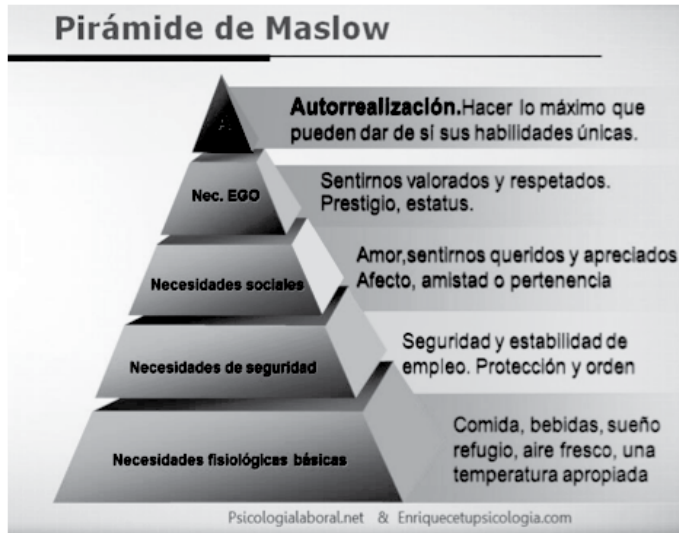 Pirámide de Maslow
Autorrealización.Hacer lo máximo que
pueden dar de si sus habilidades únicas.
Nec. EGO
Sentirnos valorados y respetados.
Prestigio, estatus.
Necesidades sociales
Amor,sentirnos queridos y apreciados
Afecto, amistad o pertenencia
Necesidades de seguridad
Seguridad y estabilidad de
empleo. Protección y orden
Necesidades fisiológicas básicas
Comida, bebidas, sueño
refugio, aire fresco, una
temperatura apropiada
Psicologialaboral.net & Enriquecetupsicologia.com